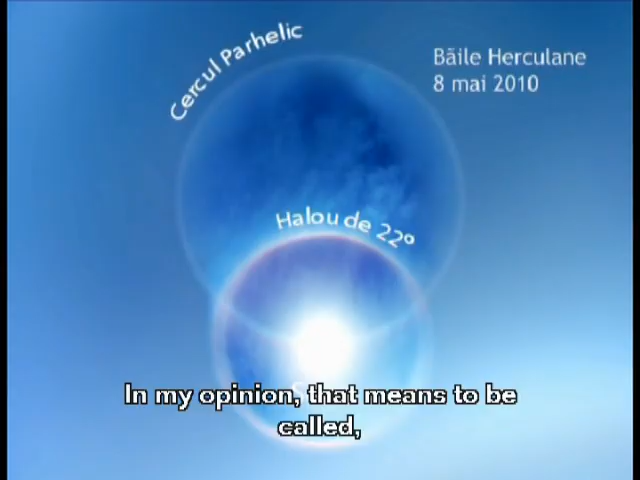 Cercul Parhelic
Băile Herculane
8 mai 2010
Halou de 22°
In my opinion, that means to be
called,